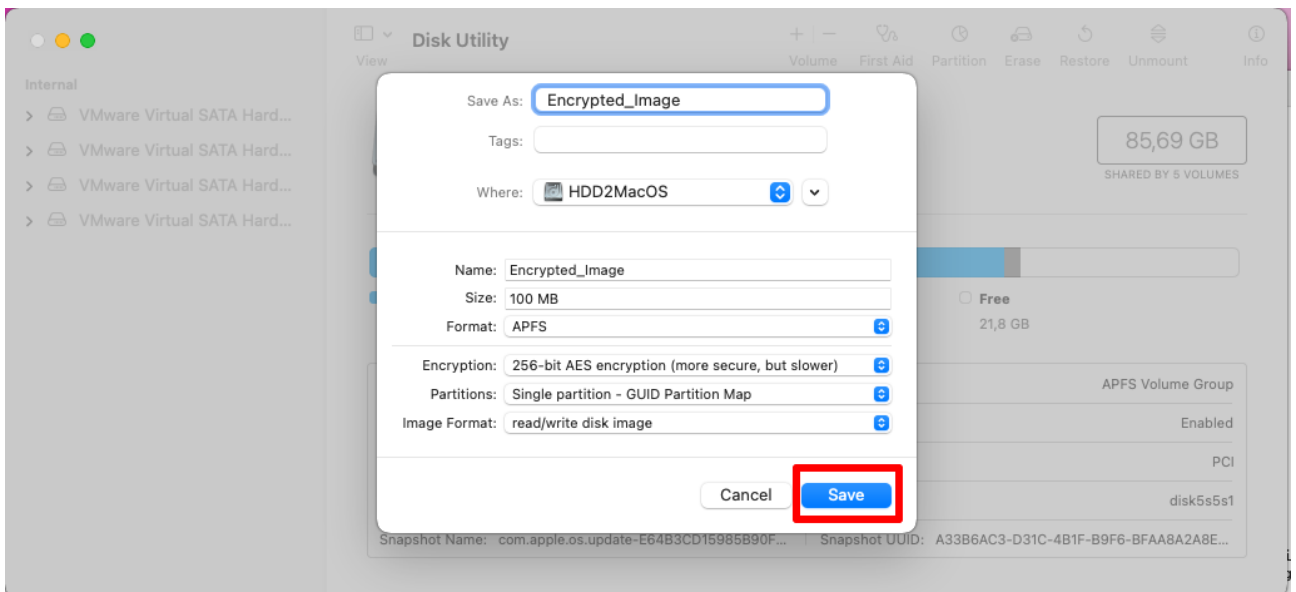 Disk Utility
View
Volume First Aid Partition Erase Restore Unmount Info
Internal
VMware Virtual SATA Hard...
VMware Virtual SATA Hard...
VMware Virtual SATA Hard...
VMware Virtual SATA Hard...
85,69 GB
SHARED BY 5 VOLUMES
Save As: Encrypted_Image
Tags:
Where: HDD2MacOS
Name: Encrypted_Image
Size: 100 MB
Format: APFS
Encryption: 256-bit AES encryption (more secure, but slower)
Partitions: Single partition - GUID Partition Map
Image Format: read/write disk image
Cancel Save
Free
21,8 GB
APFS Volume Group
Enabled
PCI
disk5s5s1
Snapshot Name: com.apple.os.update-E64B3CD15985B90F... Snapshot UUID: A33B6AC3-D31C-4B1F-B9F6-BFAA8A2A8E...